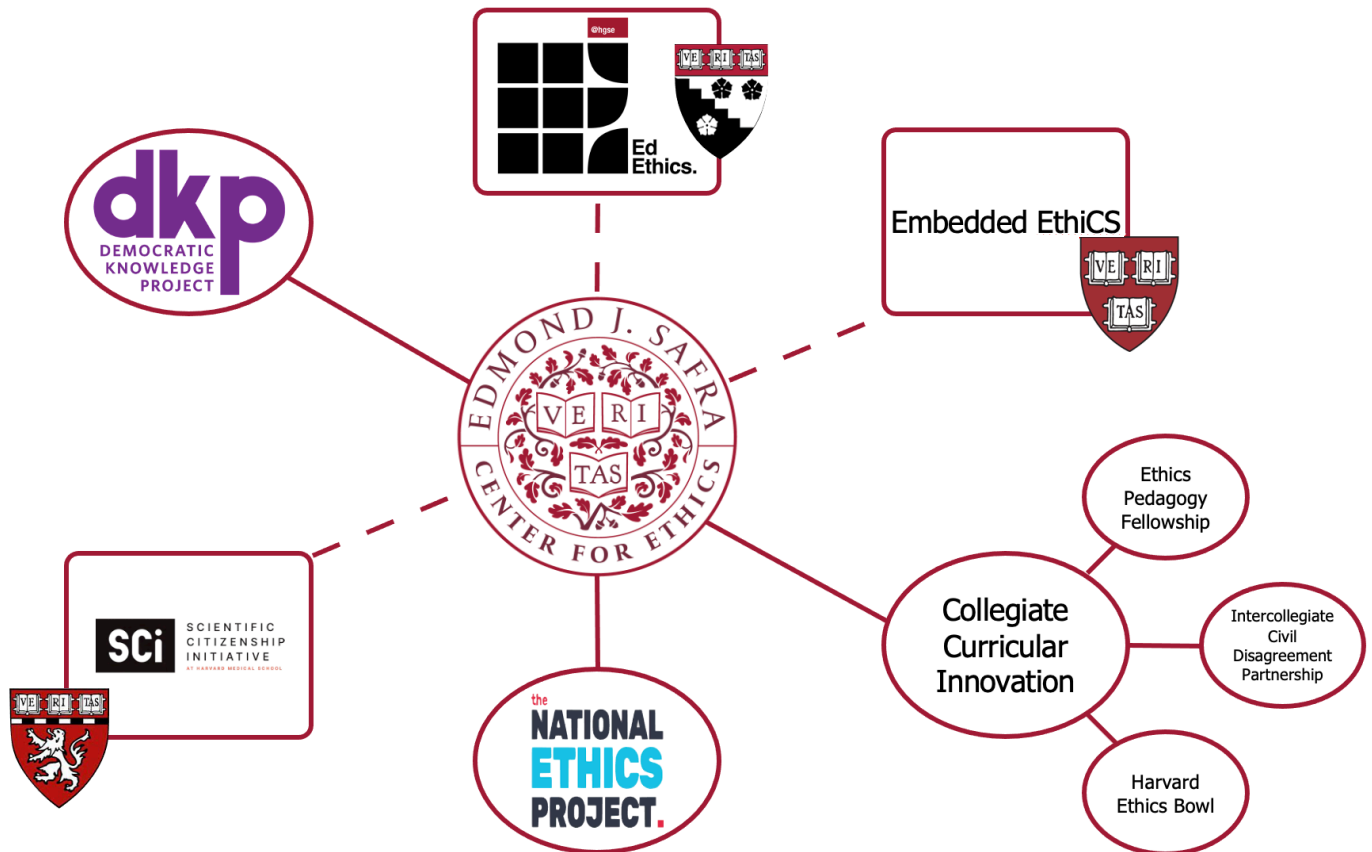 @hgse
Ed
Ethics.
VE RI TAS
dkp
DEMOCRATIC
KNOWLEDGE
PROJECT
Embedded EthiCS
VE RI
TAS
EDMOND J. SAFRA
CENTER FOR ETHICS
VE RI
TAS
Ethics
Pedagogy
Fellowship
Collegiate
Curricular
Innovation
Intercollegiate
Civil
Disagreement
Partnership
Harvard
Ethics Bowl
SCi
SCIENTIFIC
CITIZENSHIP
INITIATIVE
AT HARVARD MEDICAL SCHOOL
VE RI TAS
the
NATIONAL
ETHICS
PROJECT.